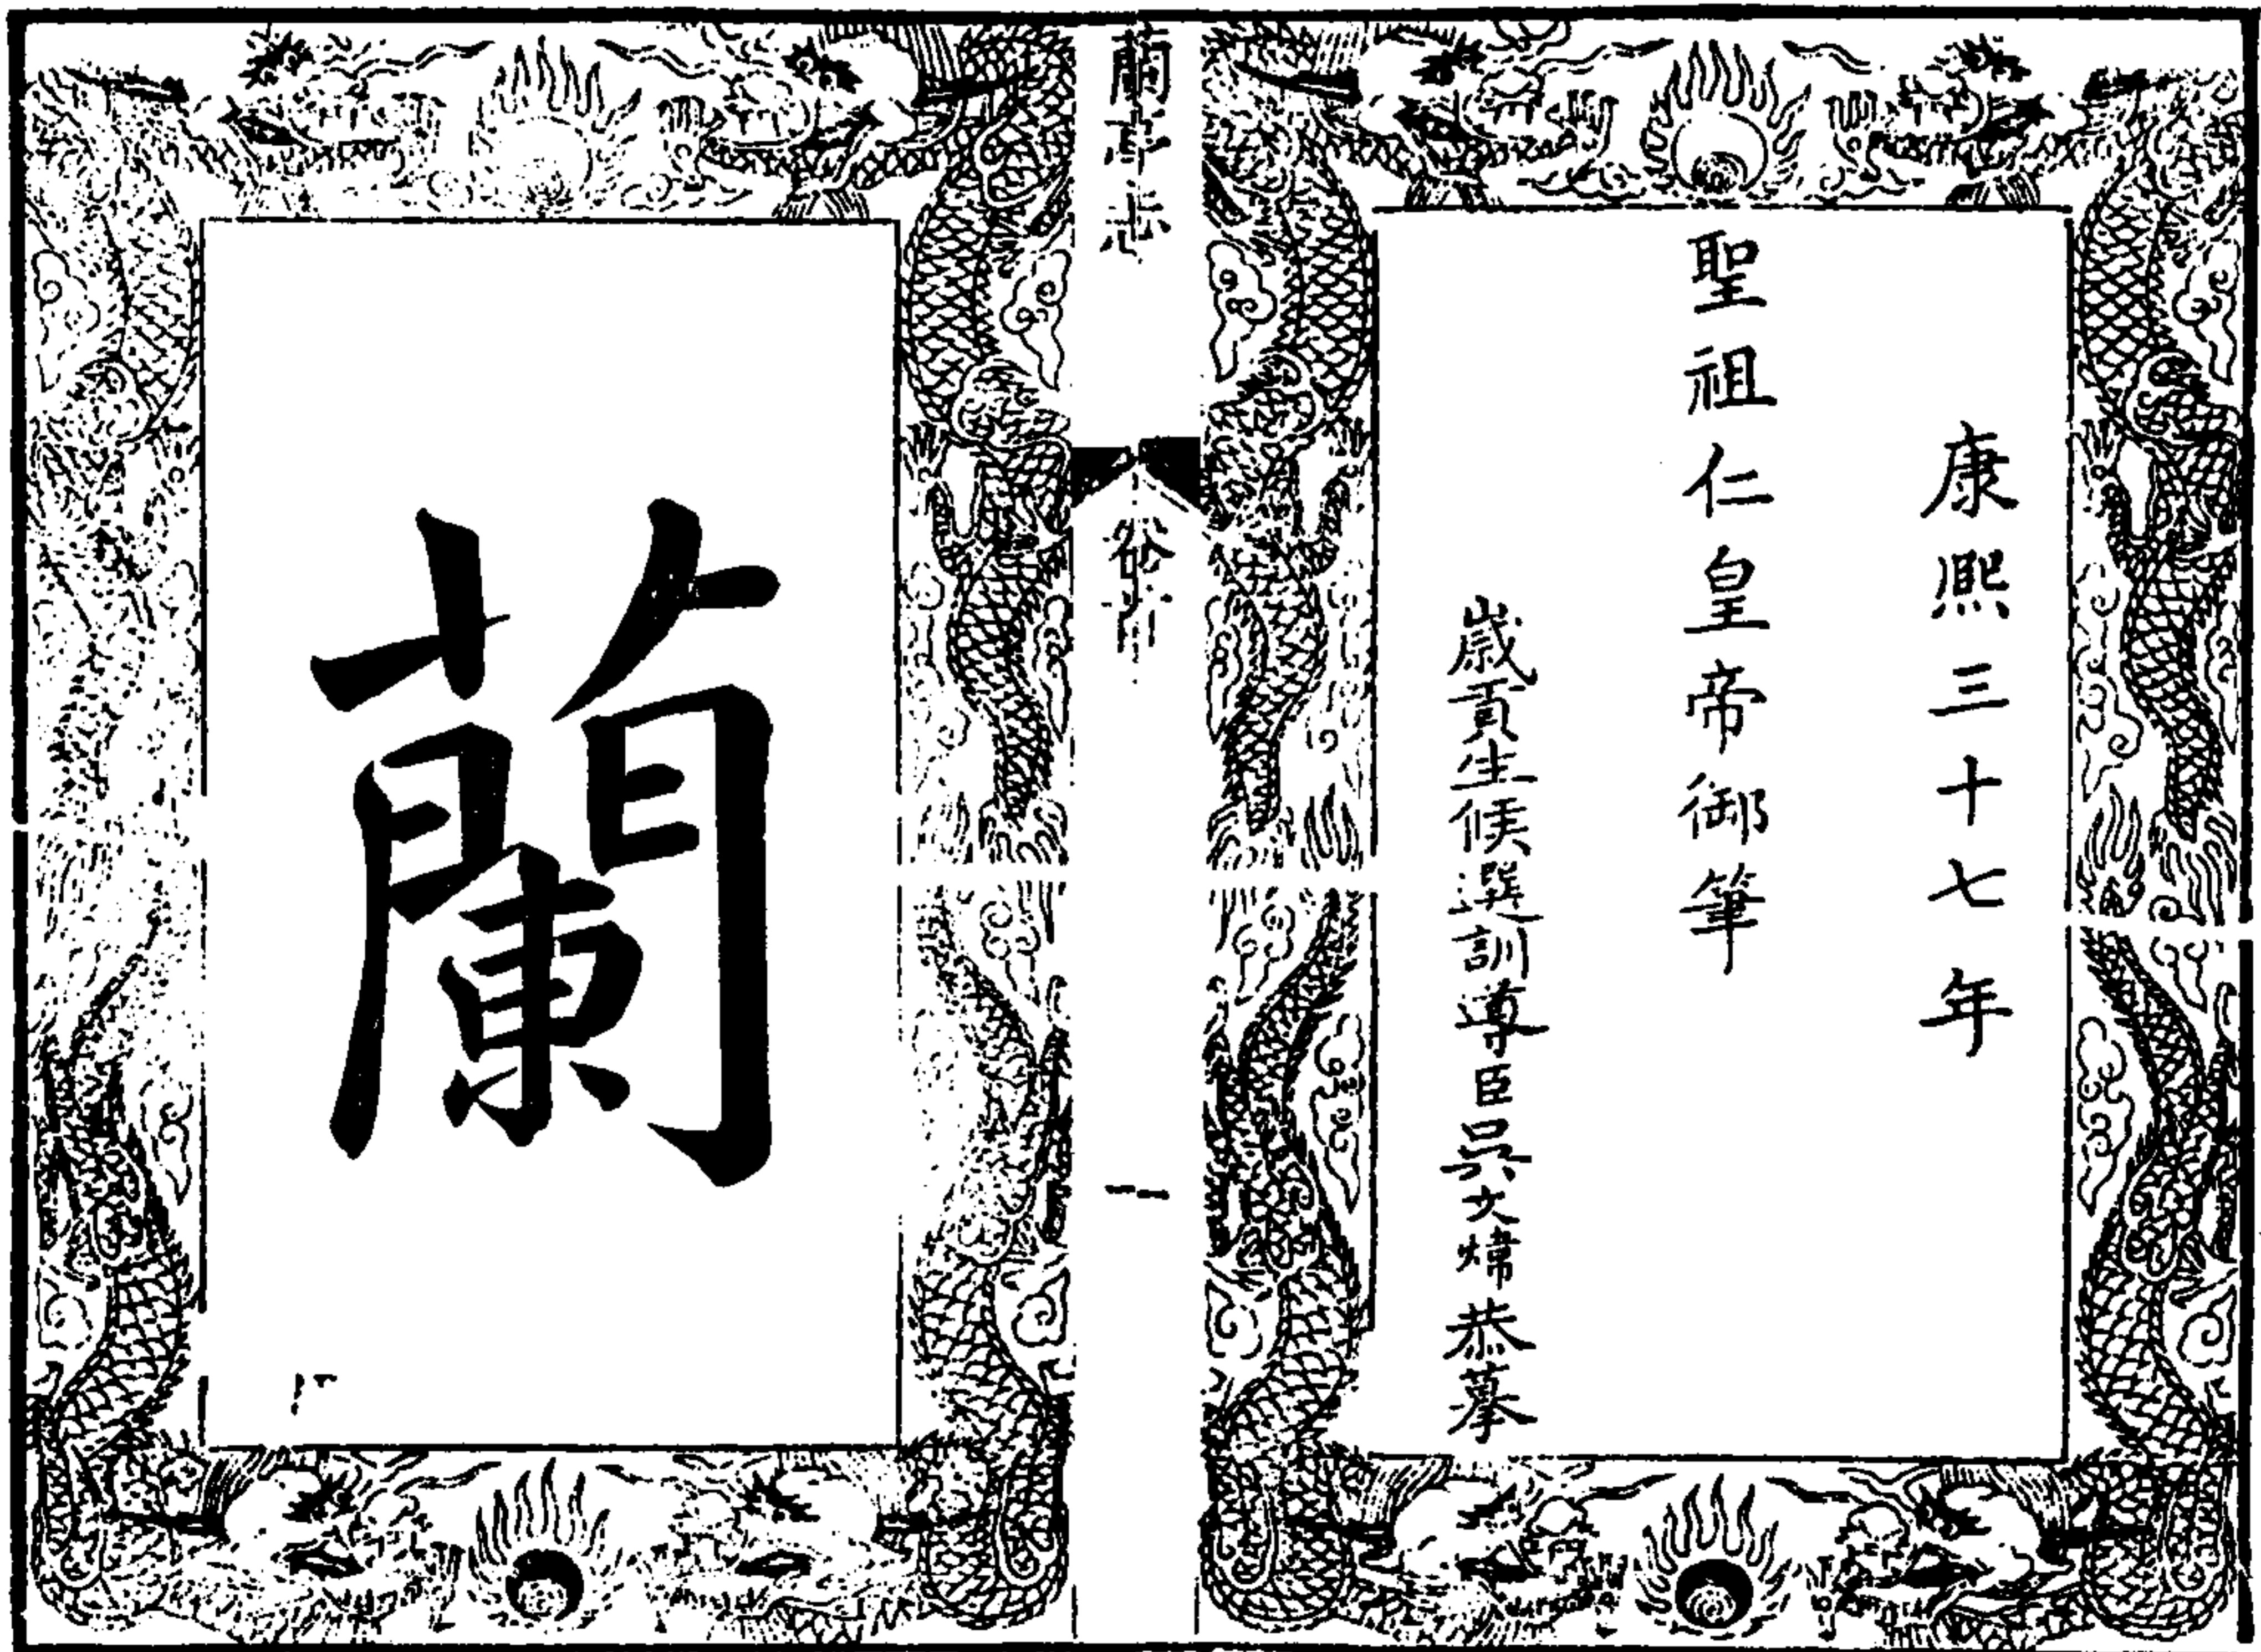 康熙三十七年
聖祖仁皇帝御筆
歲貢生候選訓導臣吳文煒恭摹
蘭亭志
一
蘭